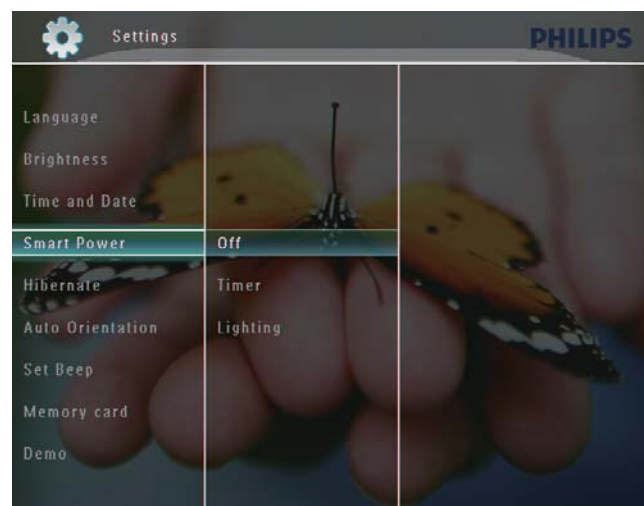 Settings
PHILIPS
Language
Brightness
Time and Date
Smart Power
Hibernate
Auto Orientation
Set Beep
Memory card
Demo
Off
Timer
Lighting